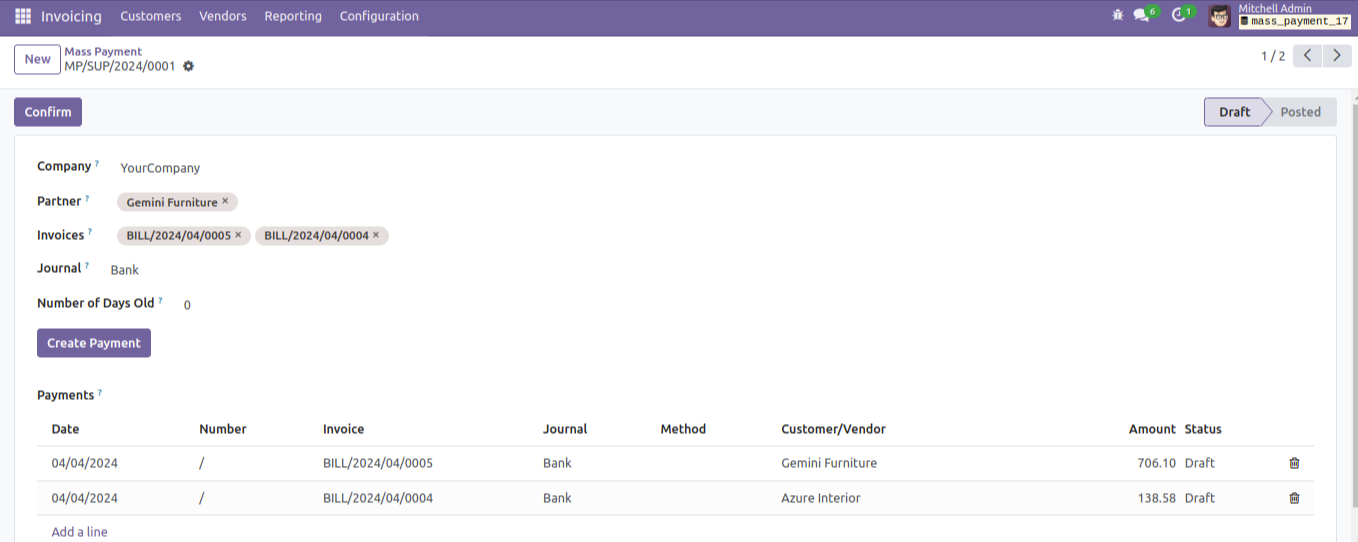 Invoicing Customers Vendors Reporting Configuration 6 1 Mitchell Admin
mass_payment_17
New Mass Payment
MP/SUP/2024/0001 1 / 2
Confirm Draft Posted
Company ? YourCompany
Partner ? Gemini Furniture ×
Invoices ? BILL/2024/04/0005 × BILL/2024/04/0004 ×
Journal ? Bank
Number of Days Old ? 0
Create Payment
Payments ?
Date Number Invoice Journal Method Customer/Vendor Amount Status
04/04/2024 / BILL/2024/04/0005 Bank Gemini Furniture 706.10 Draft
04/04/2024 / BILL/2024/04/0004 Bank Azure Interior 138.58 Draft
Add a line